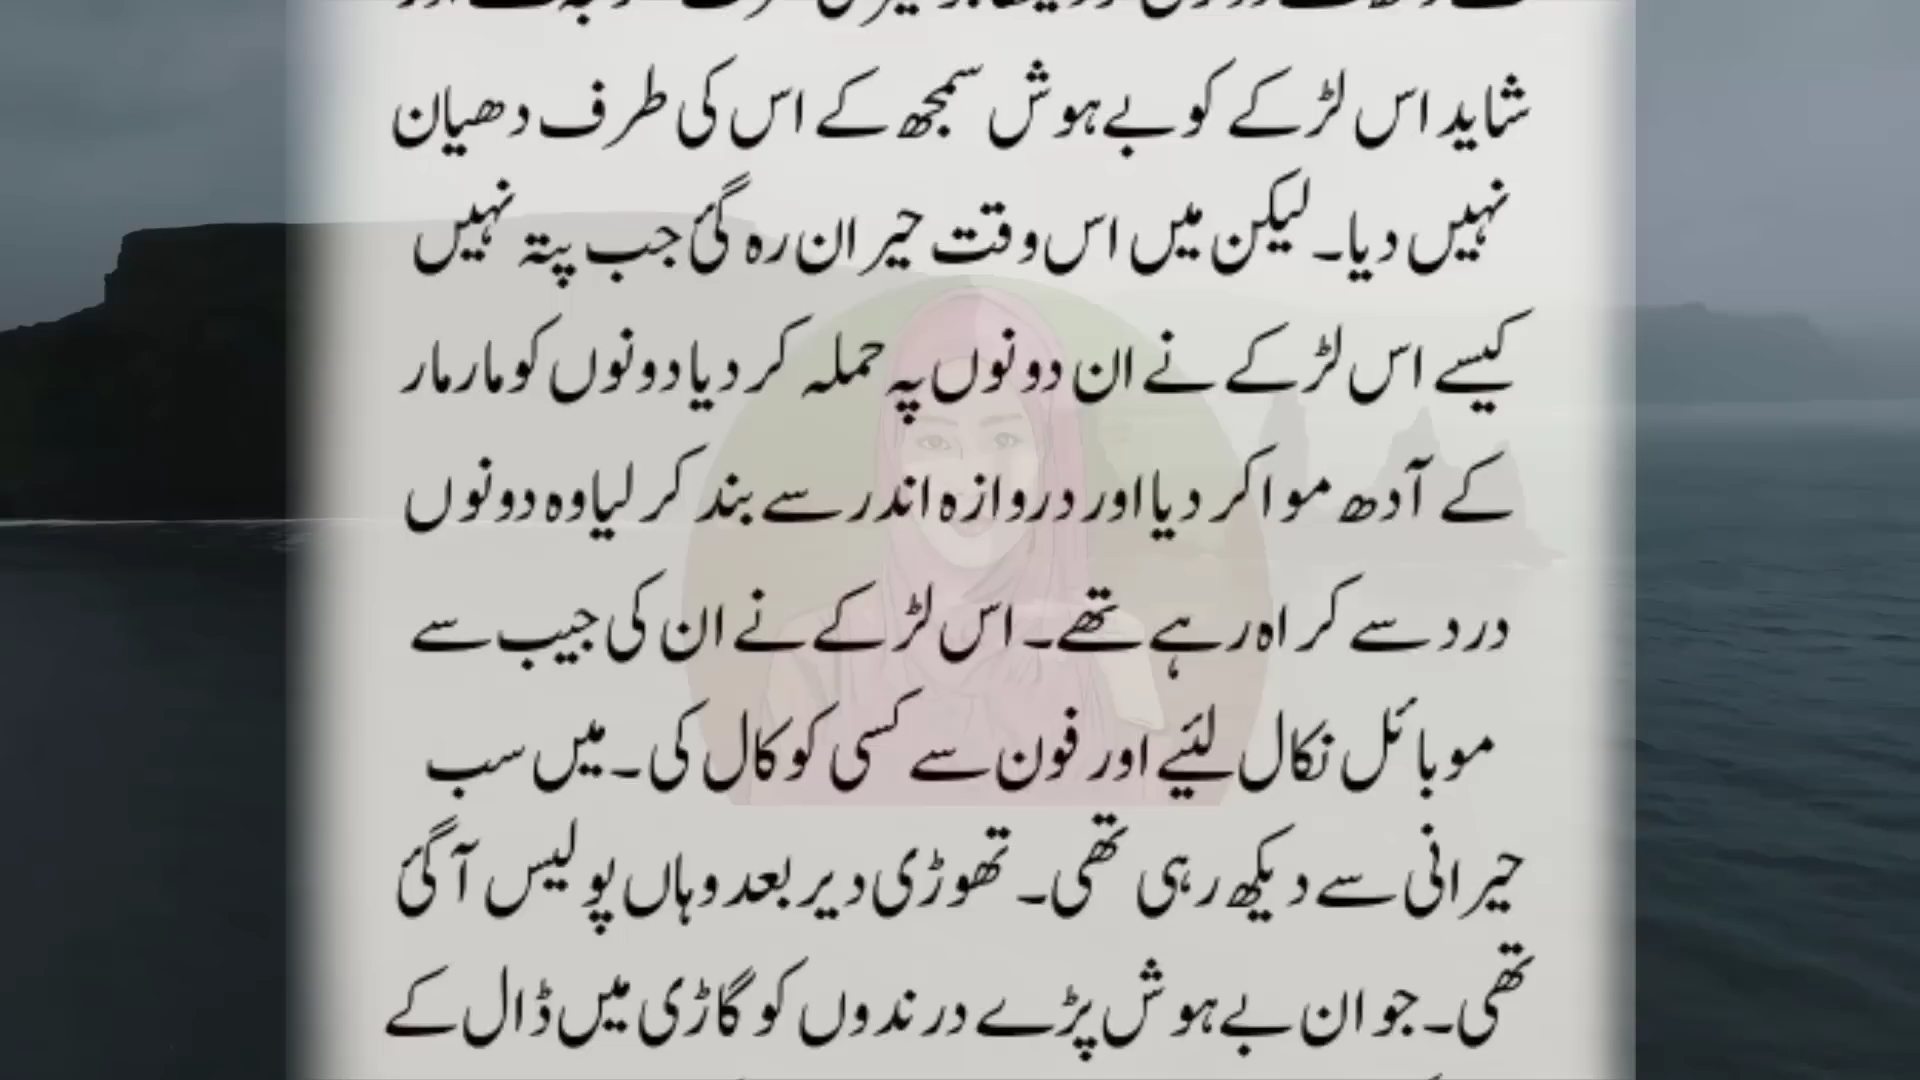 شاید اس لڑکے کو بے ہوش سمجھ کے اس کی طرف دھیان
نہیں دیا۔ لیکن میں اس وقت حیران رہ گئ جب پتہ نہیں
کیسے اس لڑکے نے ان دونوں پہ حملہ کر دیا دونوں کو مار مار
کے آدھ موا کر دیا اور دروازہ اندر سے بند کر لیا وہ دونوں
درد سے کراہ رہے تھے۔ اس لڑکے نے ان کی جیب سے
موبائل نکال لئیے اور فون سے کسی کو کال کی۔ میں سب
حیرانی سے دیکھ رہی تھی۔ تھوڑی دیر بعد وہاں پولیس آگئ
تھی۔ جو ان بے ہوش پڑے درندوں کو گاڑی میں ڈال کے